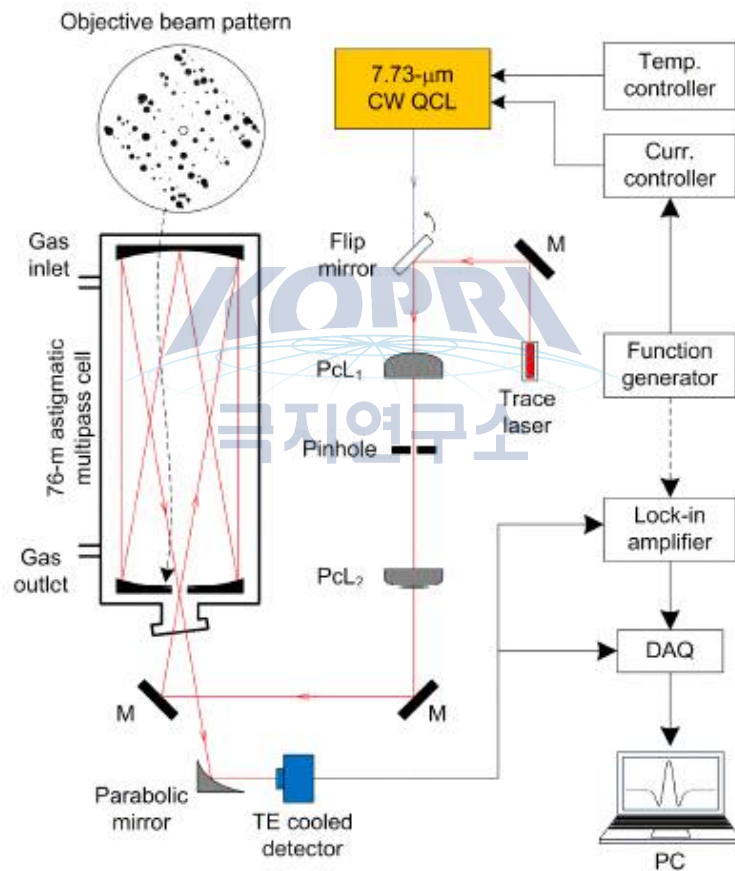 Objective beam pattern
7.73-μm
CW QCL
Temp.
controller
Curr.
controller
Gas
inlet
Flip
mirror
M
KOPRI
76-m astigmatic
multipass cell
PcL₁
Trace
laser
Function
generator
극지연구소
Pinhole
Lock-in
amplifier
Gas
outlct
PcL₂
DAQ
M
M
Parabolic
mirror
TE cooled
detector
PC